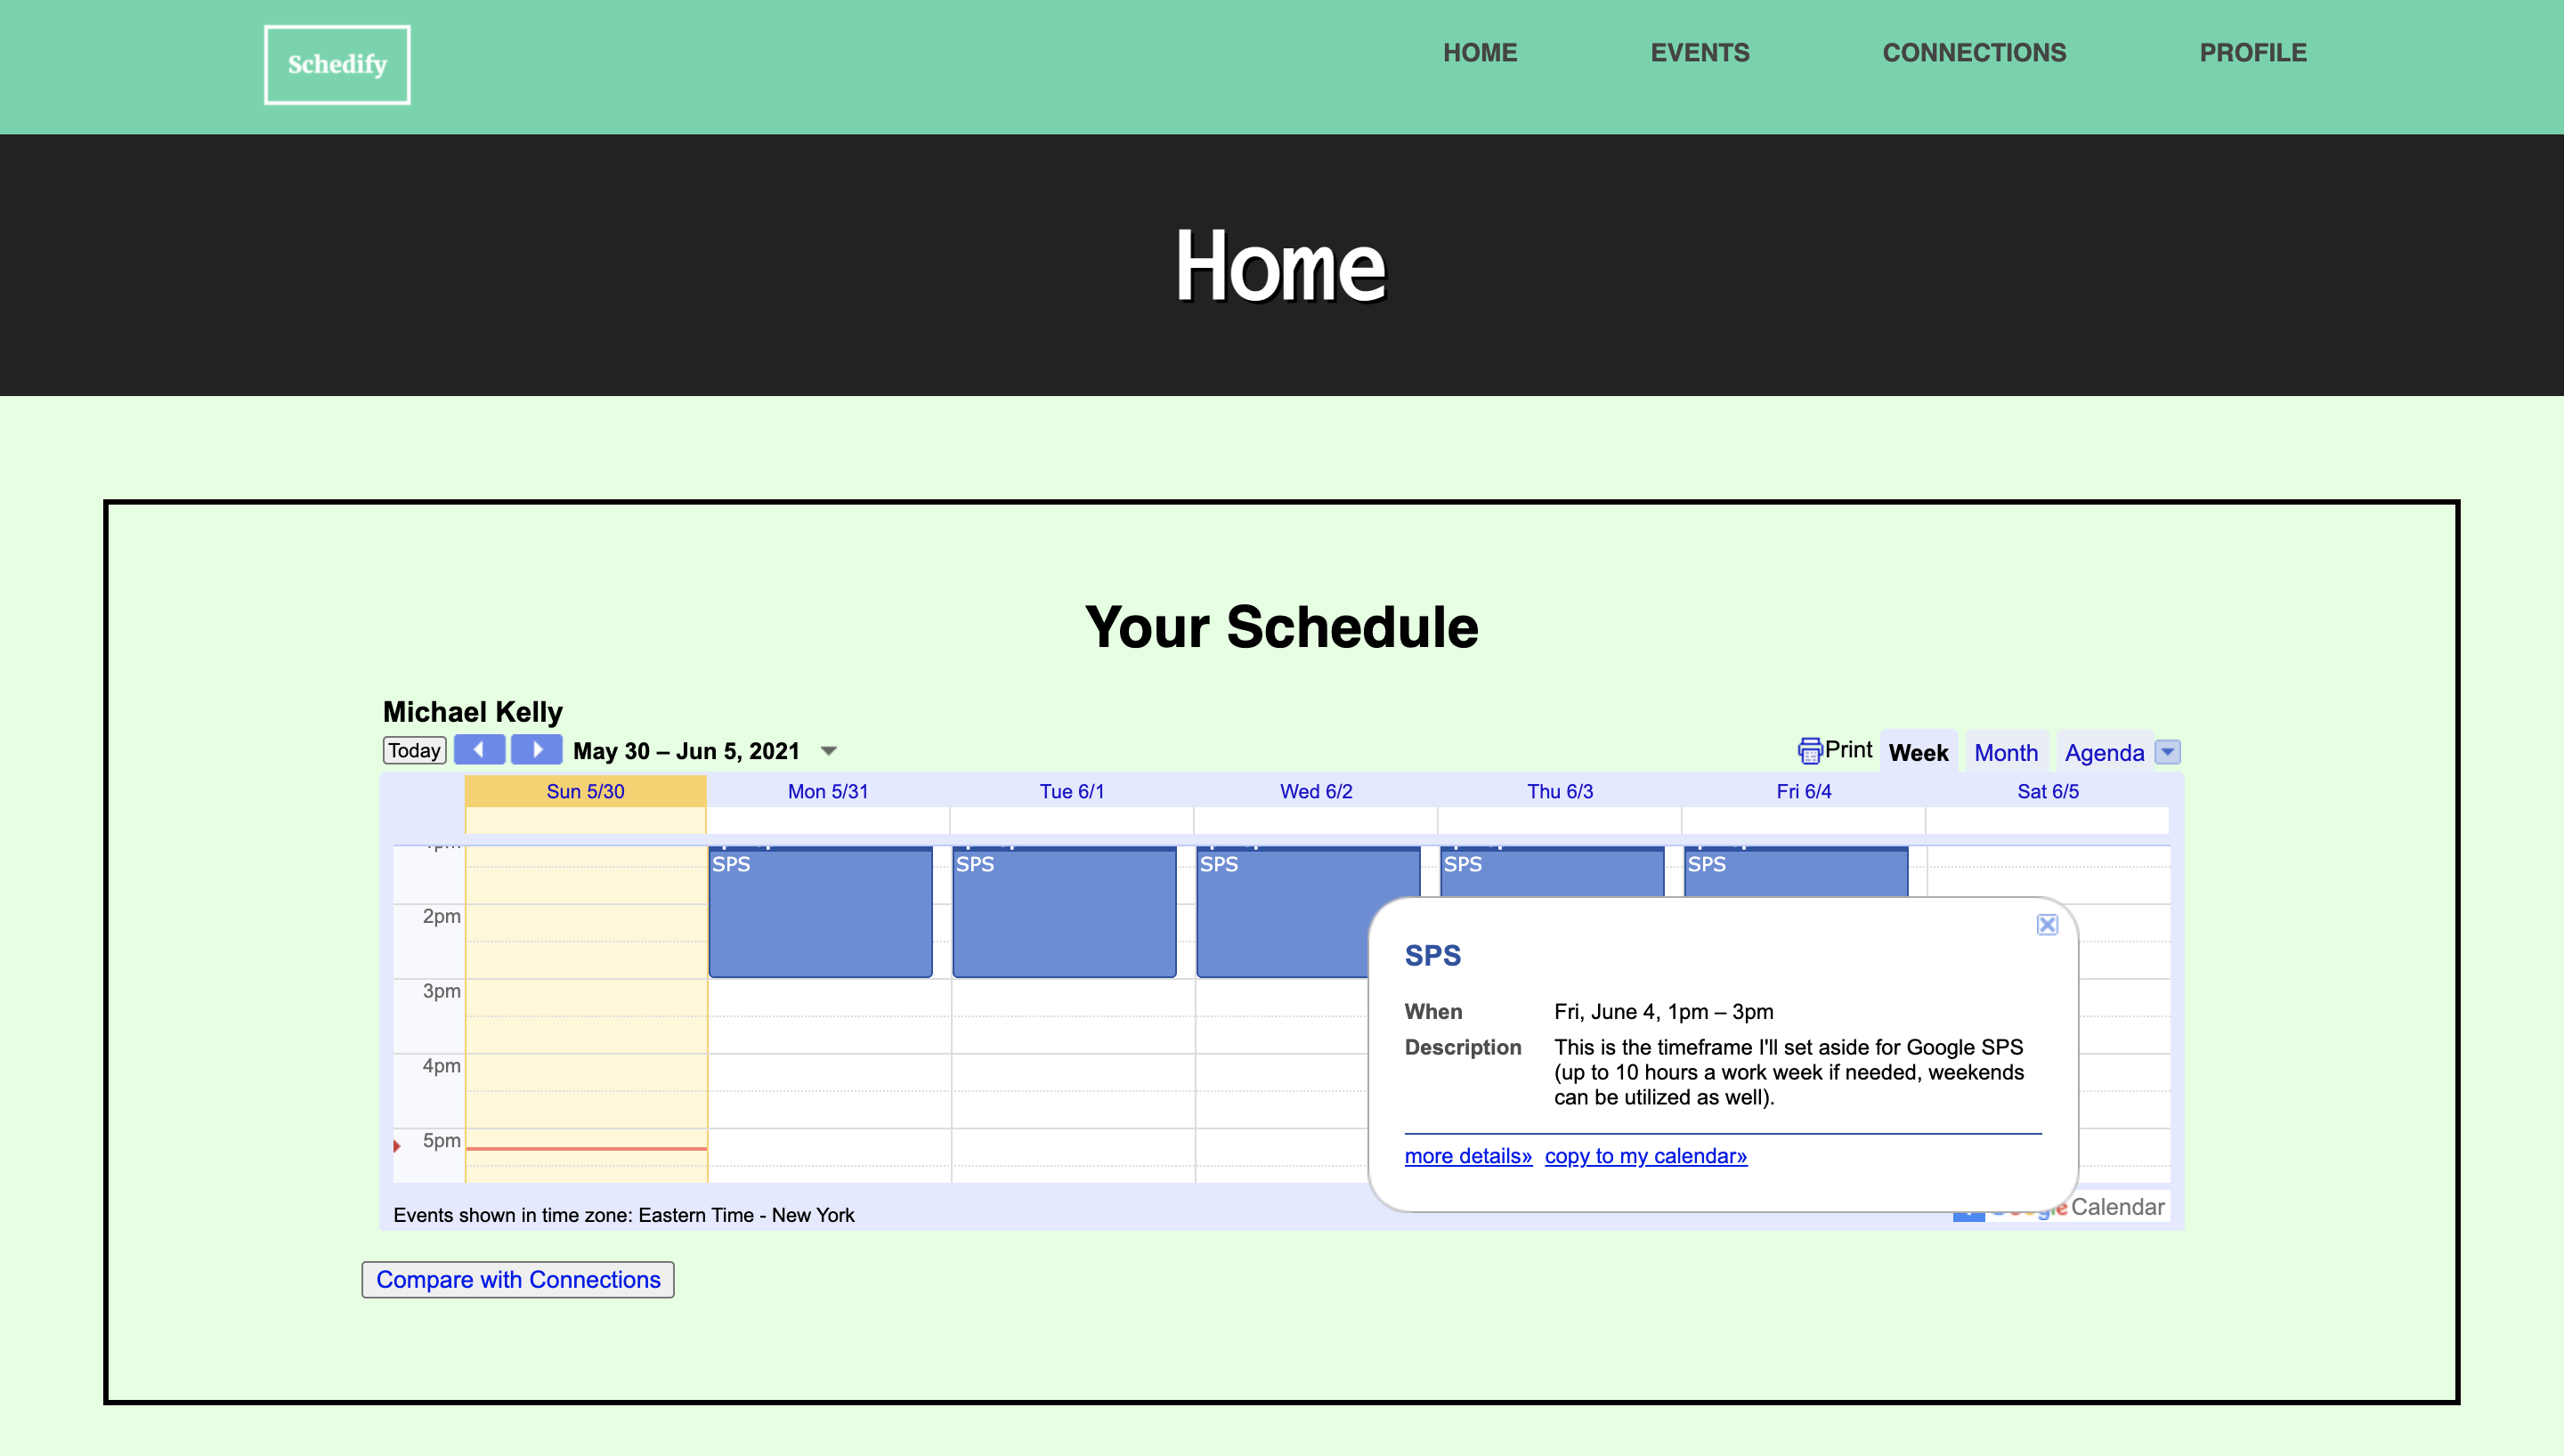 Schedify
HOME EVENTS CONNECTIONS PROFILE
Home
Your Schedule
Michael Kelly
Today May 30 – Jun 5, 2021 Print Week Month Agenda
Sun 5/30 Mon 5/31 Tue 6/1 Wed 6/2 Thu 6/3 Fri 6/4 Sat 6/5
SPS SPS SPS SPS SPS
2pm
3pm
4pm
5pm
SPS
When Fri, June 4, 1pm – 3pm
Description This is the timeframe I'll set aside for Google SPS
(up to 10 hours a work week if needed, weekends
can be utilized as well).
more details» copy to my calendar»
Events shown in time zone: Eastern Time - New York
Calendar
Compare with Connections